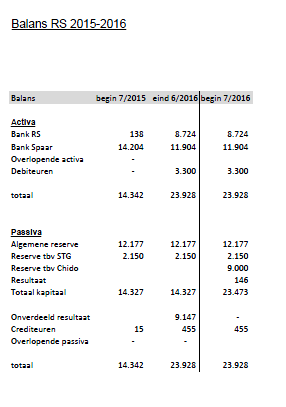 Balans RS 2015-2016
Balans begin 7/2015 eind 6/2016 begin 7/2016
Activa
Bank RS 138 8.724 8.724
Bank Spaar 14.204 11.904 11.904
Overlopende activa -
Debiteuren - 3.300 3.300
totaal 14.342 23.928 23.928
Passiva
Algemene reserve 12.177 12.177 12.177
Reserve tbv STG 2.150 2.150 2.150
Reserve tbv Chido 9.000
Resultaat 146
Totaal kapitaal 14.327 14.327 23.473
Onverdeeld resultaat 9.147 -
Crediteuren 15 455 455
Overlopende passiva - -
totaal 14.342 23.928 23.928